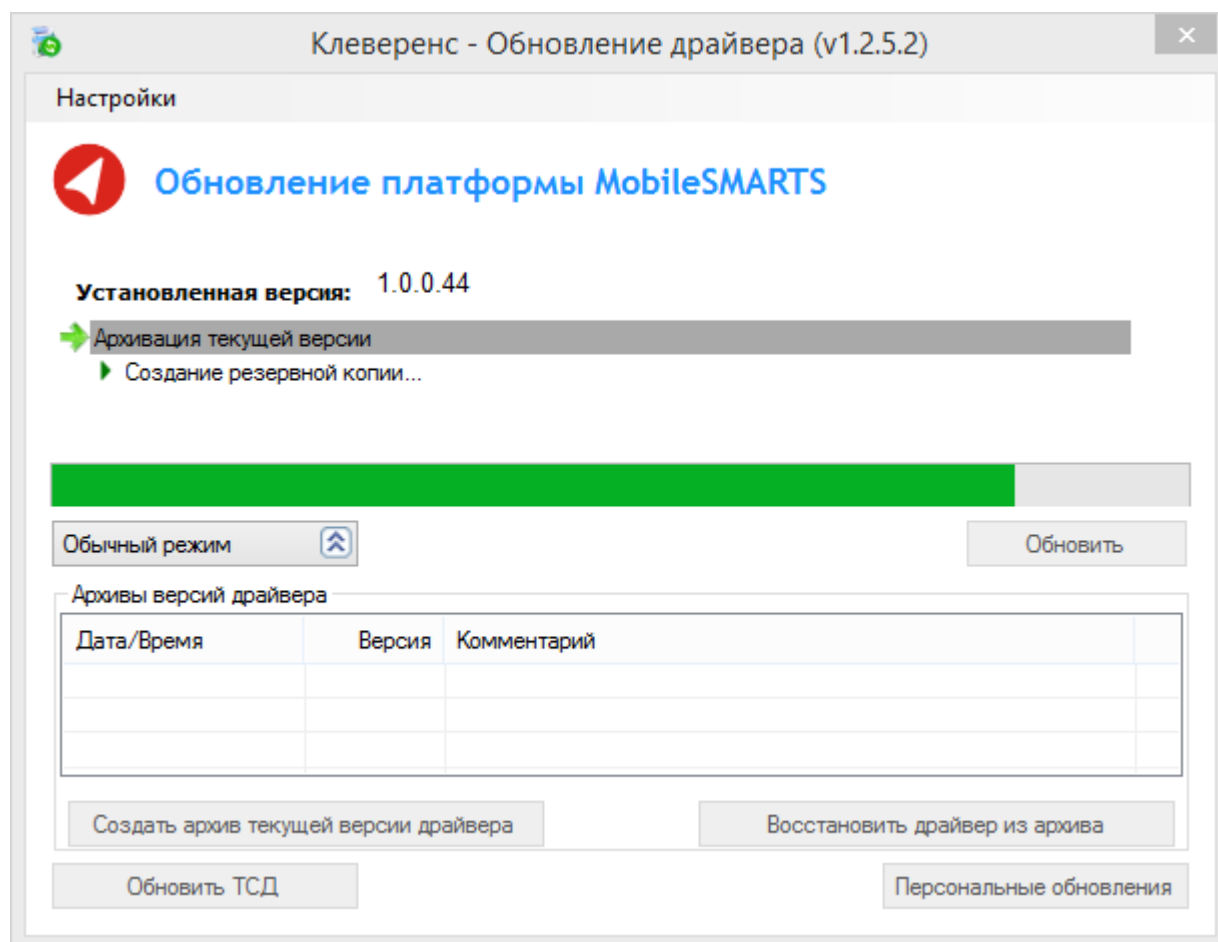 Клеверенс - Обновление драйвера (v1.2.5.2)
Настройки
Обновление платформы MobileSMARTS
Установленная версия: 1.0.0.44
Архивация текущей версии
Создание резервной копии...
Обычный режим
Обновить
Архивы версий драйвера
Дата/Время Версия Комментарий
Создать архив текущей версии драйвера
Восстановить драйвер из архива
Обновить ТСД
Персональные обновления